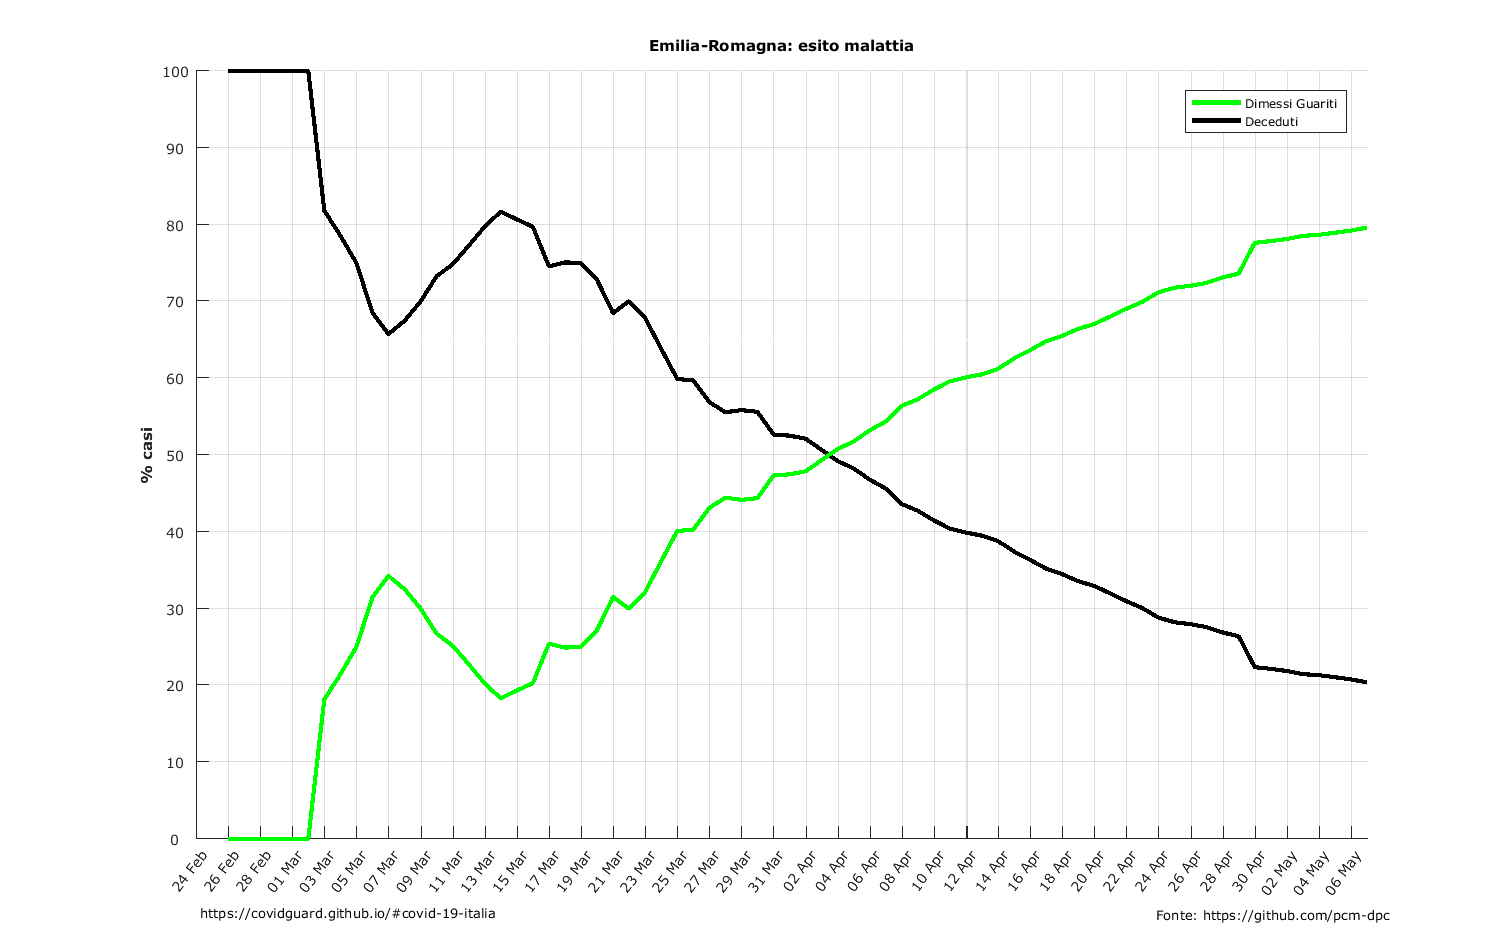 Emilia-Romagna: esito malattia
Dimessi Guariti
Deceduti
% casi
100
90
80
70
60
50
40
30
20
10
0
24 Feb
26 Feb
28 Feb
01 Mar
03 Mar
05 Mar
07 Mar
09 Mar
11 Mar
13 Mar
15 Mar
17 Mar
19 Mar
21 Mar
23 Mar
25 Mar
27 Mar
29 Mar
31 Mar
02 Apr
04 Apr
06 Apr
08 Apr
10 Apr
12 Apr
14 Apr
16 Apr
18 Apr
20 Apr
22 Apr
24 Apr
26 Apr
28 Apr
30 Apr
02 May
04 May
06 May
https://covidguard.github.io/#covid-19-italia
Fonte: https://github.com/pcm-dpc